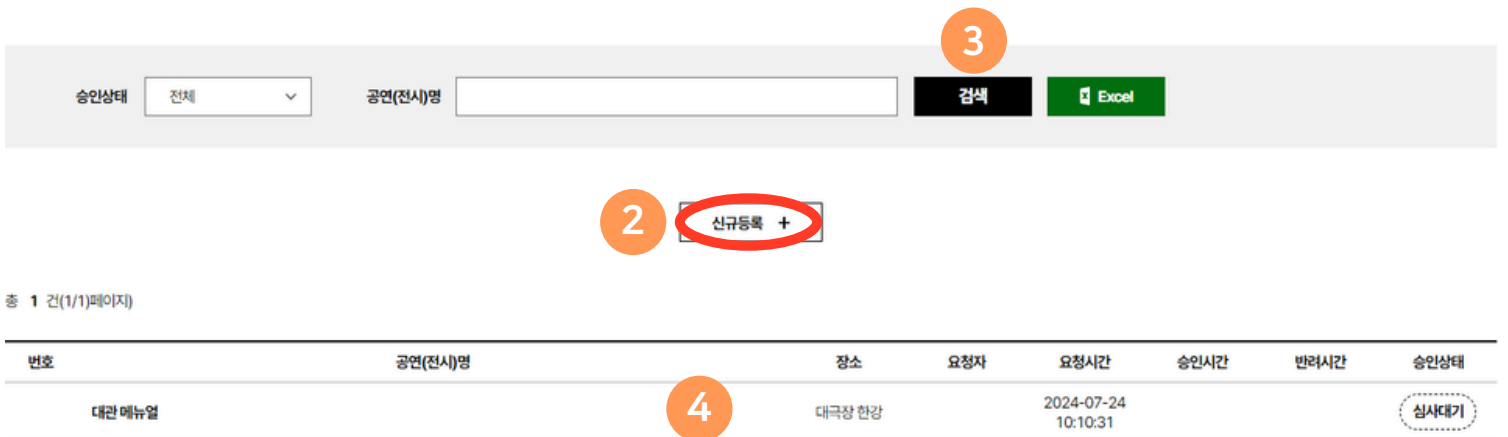 3
승인상태 전체 공연(전시)명 검색 Excel
2 신규등록 +
총 1 건(1/1)페이지)
번호 공연(전시)명 장소 요청자 요청시간 승인시간 반려시간 승인상태
대관 메뉴얼 4 대극장 한강 2024-07-24 심사대기
10:10:31